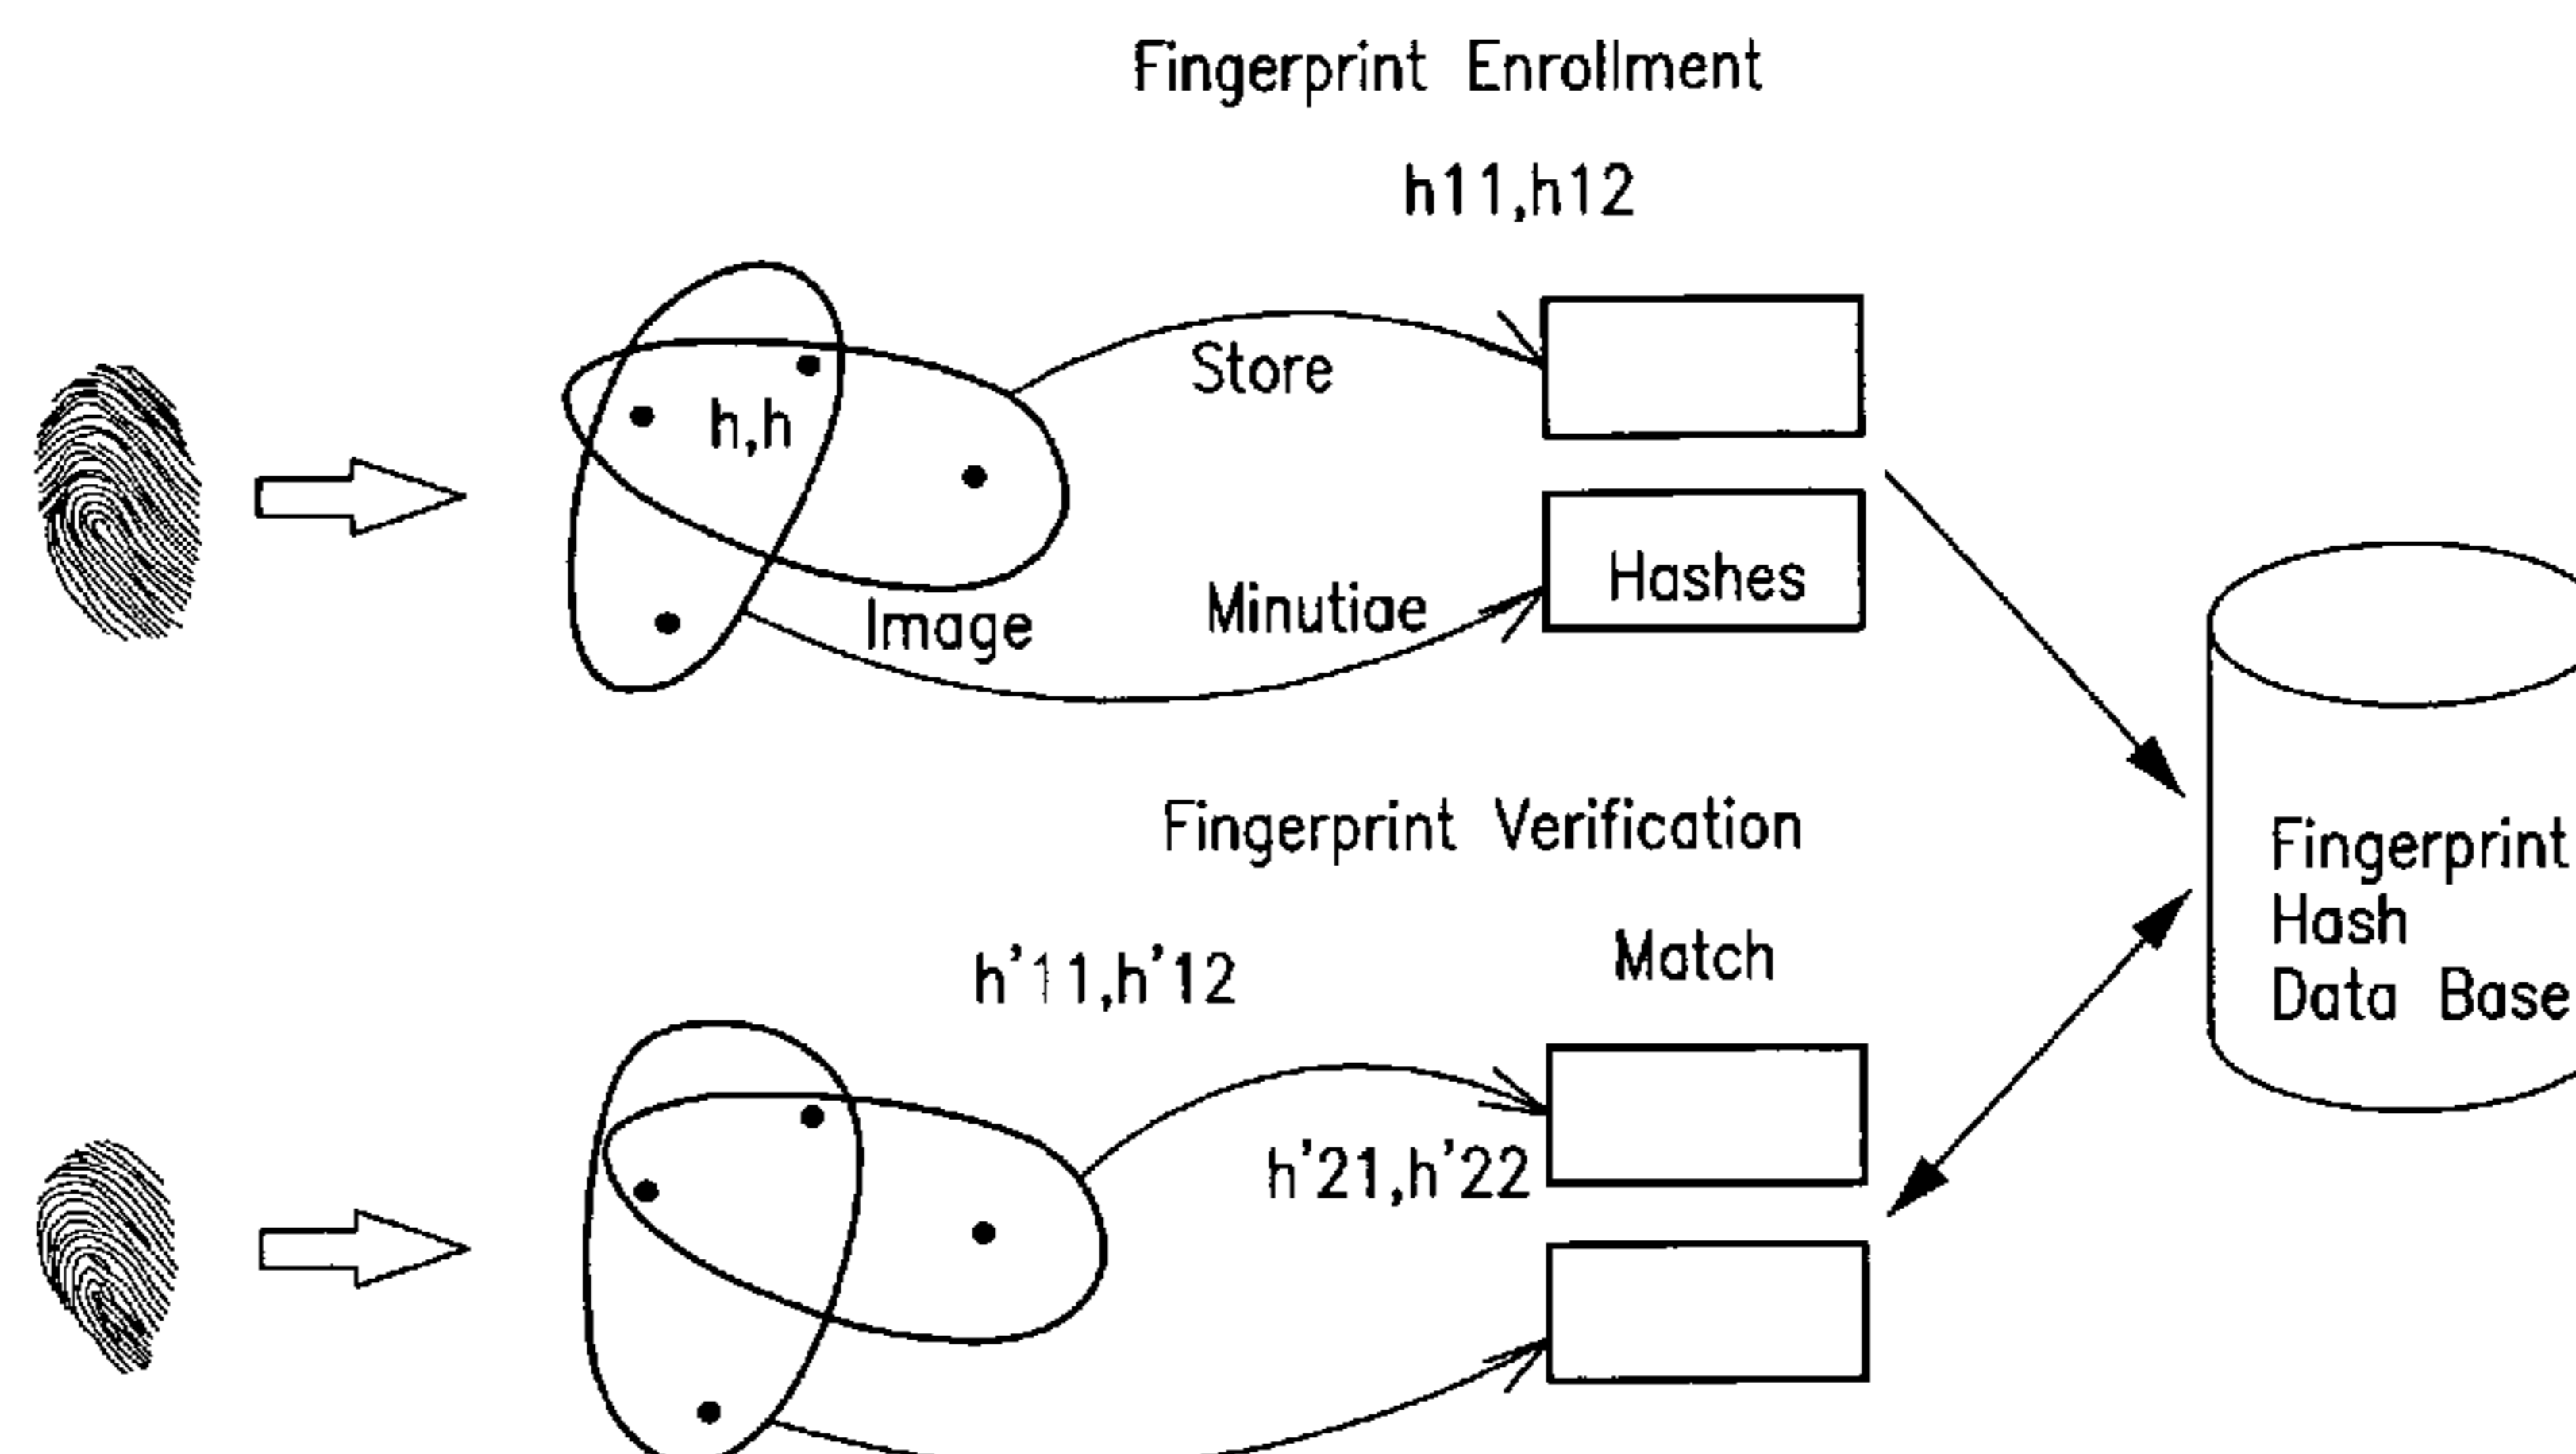 Fingerprint Enrollment
h11,h12
Store
h,h
Hashes
Minutiae
Image
Fingerprint Verification
Fingerprint
Hash
Data Base
Match
h'11,h'12
h'21,h'22